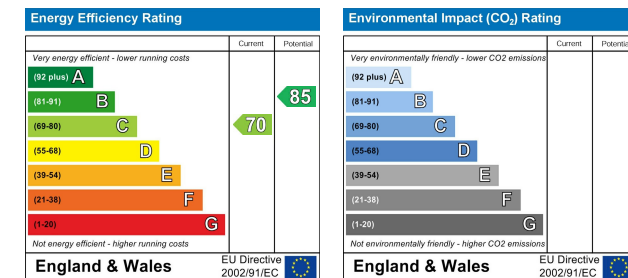 Energy Efficiency Rating
Current Potential
Very energy efficient - lower running costs
(92 plus) A
(81-91) B
85
(69-80) C
70
(55-68) D
(39-54) E
(21-38) F
(1-20) G
Not energy efficient - higher running costs
England & Wales
EU Directive
2002/91/EC
Environmental Impact (CO₂) Rating
Current Potential
Very environmentally friendly - lower CO2 emissions
(92 plus) A
(81-91) B
(69-80) C
(55-68) D
(39-54) E
(21-38) F
(1-20) G
Not environmentally friendly - higher CO2 emissions
England & Wales
EU Directive
2002/91/EC